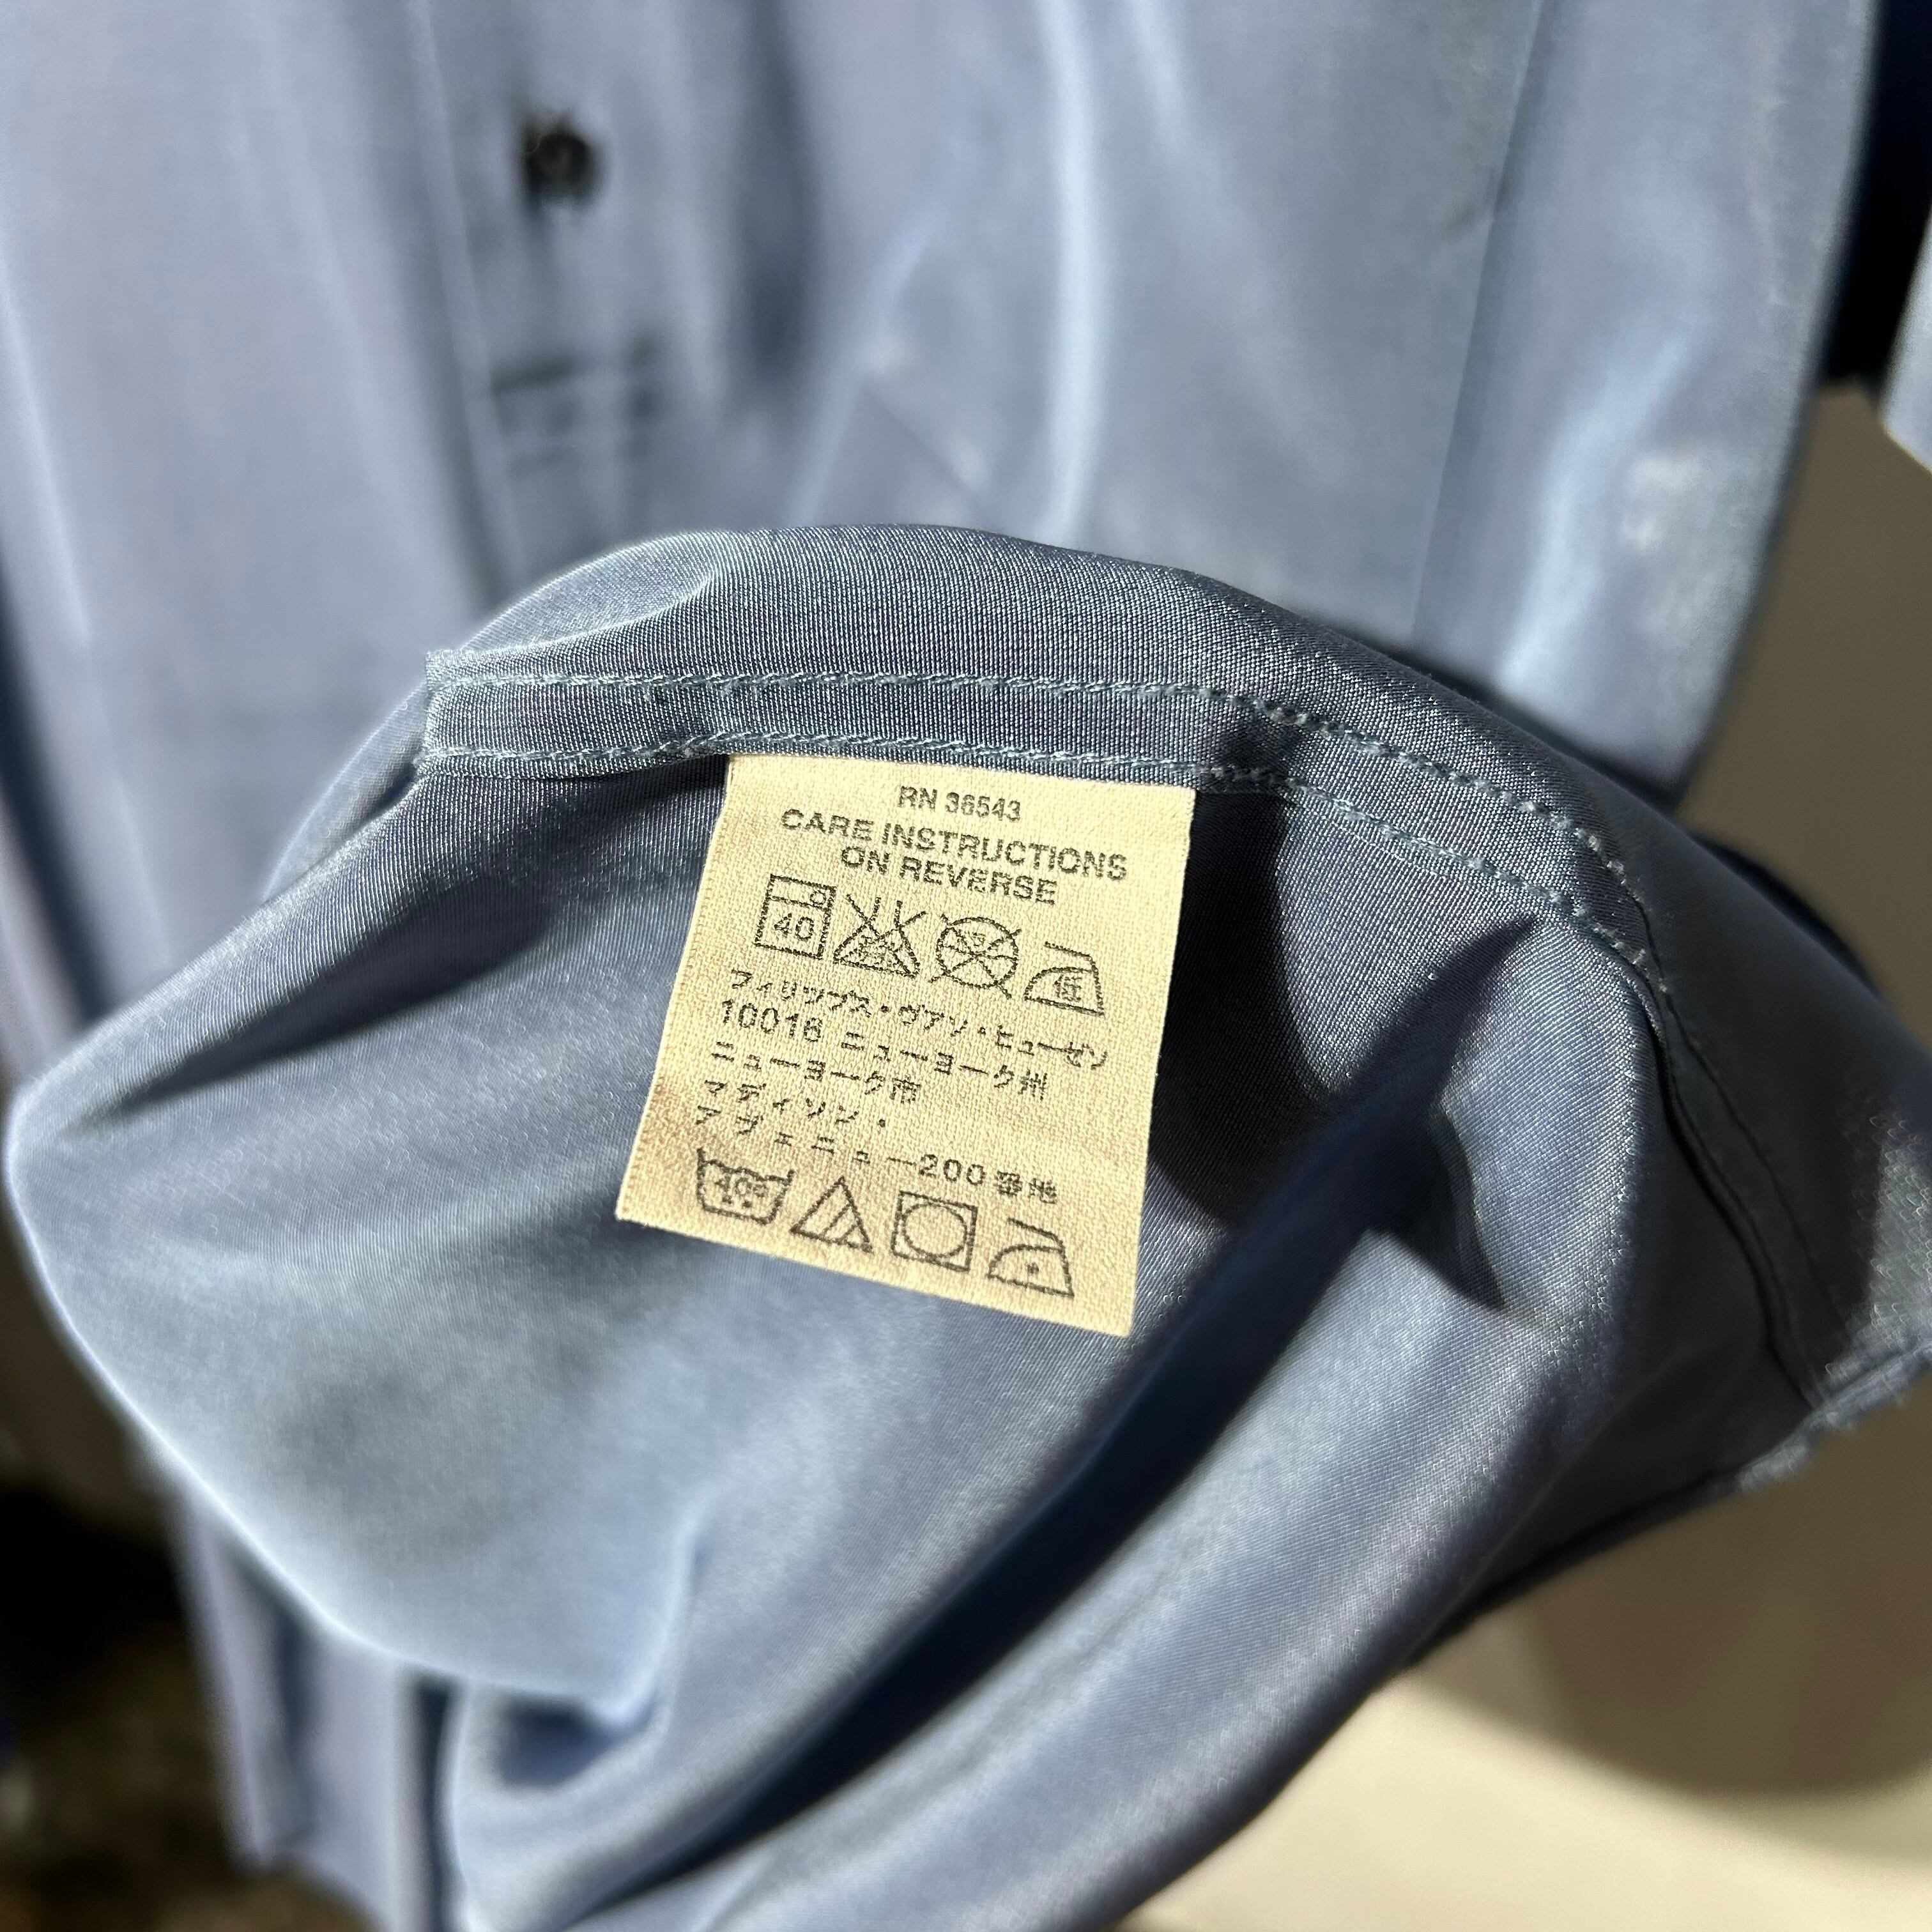 RN 36543
CARE INSTRUCTIONS
ON REVERSE
40 低
フィリップス・ヴァン・ヒューゼン
10016 ニューヨーク州
ニューヨーク市
マディソン・
アヴェニュー200番地
40°